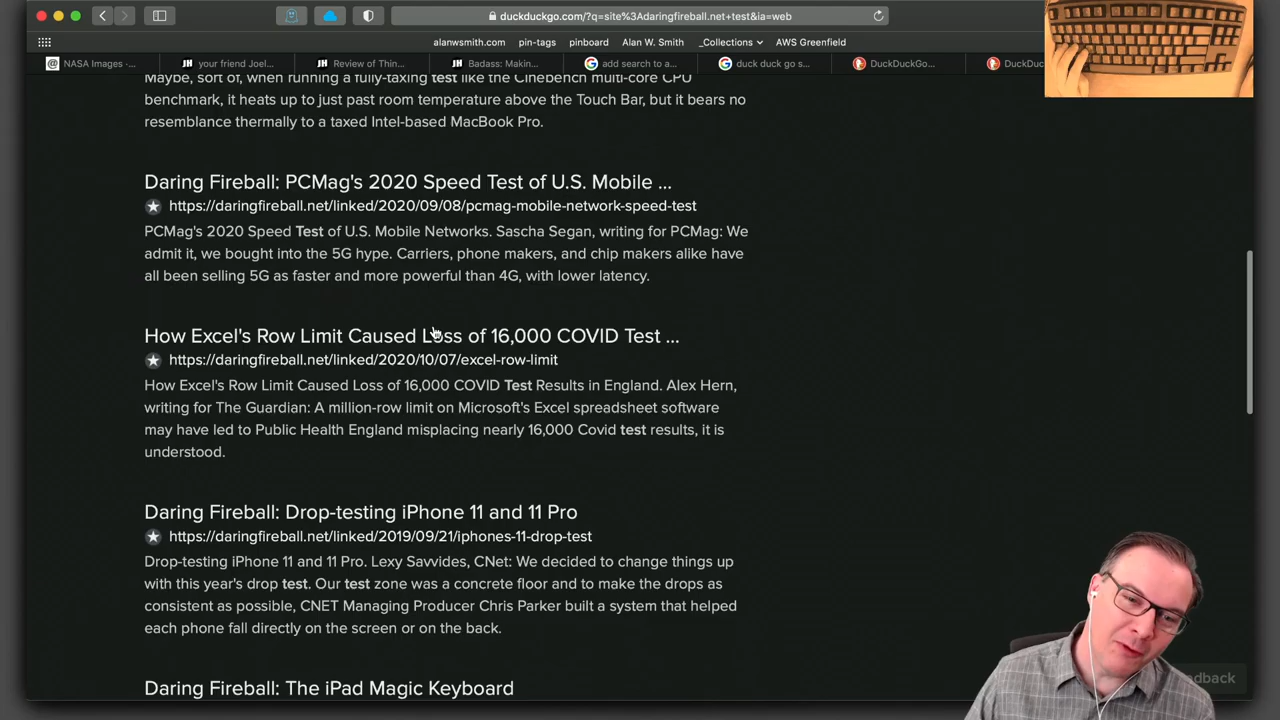 duckduckgo.com/?q=site%3Adaringfireball.net+test&ia=web
alanwsmith.com pin-tags pinboard Alan W. Smith _Collections AWS Greenfield
NASA Images -... your friend Joel... Review of Thin... Badass: Makin... add search to a... duck duck go s... DuckDuckGo... DuckDuc
Maybe, sort of, when running a fully-taxing test like the Cinebench multi-core CPU
benchmark, it heats up to just past room temperature above the Touch Bar, but it bears no
resemblance thermally to a taxed Intel-based MacBook Pro.
Daring Fireball: PCMag's 2020 Speed Test of U.S. Mobile ...
https://daringfireball.net/linked/2020/09/08/pcmag-mobile-network-speed-test
PCMag's 2020 Speed Test of U.S. Mobile Networks. Sascha Segan, writing for PCMag: We
admit it, we bought into the 5G hype. Carriers, phone makers, and chip makers alike have
all been selling 5G as faster and more powerful than 4G, with lower latency.
How Excel's Row Limit Caused Loss of 16,000 COVID Test ...
https://daringfireball.net/linked/2020/10/07/excel-row-limit
How Excel's Row Limit Caused Loss of 16,000 COVID Test Results in England. Alex Hern,
writing for The Guardian: A million-row limit on Microsoft's Excel spreadsheet software
may have led to Public Health England misplacing nearly 16,000 Covid test results, it is
understood.
Daring Fireball: Drop-testing iPhone 11 and 11 Pro
https://daringfireball.net/linked/2019/09/21/iphones-11-drop-test
Drop-testing iPhone 11 and 11 Pro. Lexy Savvides, CNet: We decided to change things up
with this year's drop test. Our test zone was a concrete floor and to make the drops as
consistent as possible, CNET Managing Producer Chris Parker built a system that helped
each phone fall directly on the screen or on the back.
Daring Fireball: The iPad Magic Keyboard
edback